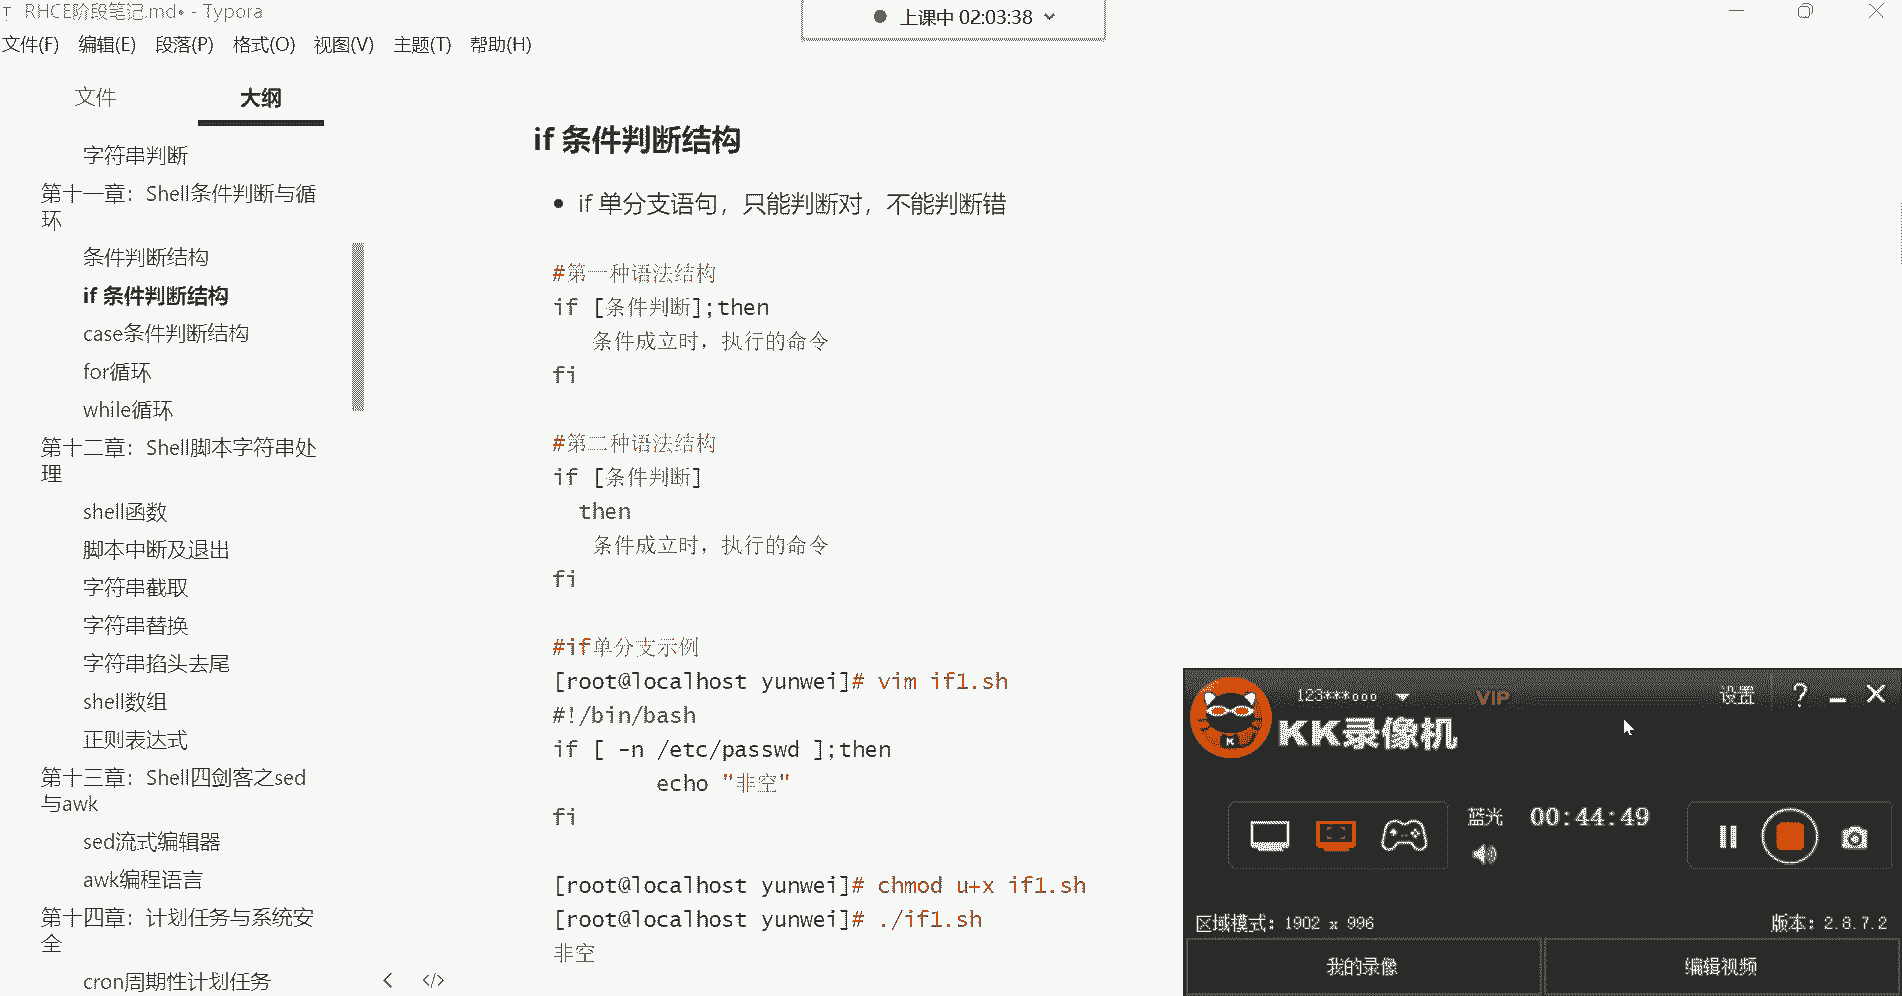 RHCE阶段笔记.md• - Typora
上课中 02:03:38
文件(F) 编辑(E) 段落(P) 格式(O) 视图(V) 主题(T) 帮助(H)
文件 大纲
字符串判断
第十一章：Shell条件判断与循
环
条件判断结构
if 条件判断结构
case条件判断结构
for循环
while循环
第十二章：Shell脚本字符串处
理
shell函数
脚本中断及退出
字符串截取
字符串替换
字符串掐头去尾
shell数组
正则表达式
第十三章：Shell四剑客之sed
与awk
sed流式编辑器
awk编程语言
第十四章：计划任务与系统安
全
cron周期性计划任务
if 条件判断结构
• if 单分支语句，只能判断对，不能判断错
#第一种语法结构
if [条件判断];then
条件成立时，执行的命令
fi
#第二种语法结构
if [条件判断]
then
条件成立时，执行的命令
fi
#if单分支示例
[root@localhost yunwei]# vim if1.sh
#!/bin/bash
if [ -n /etc/passwd ];then
echo "非空"
fi
[root@localhost yunwei]# chmod u+x if1.sh
[root@localhost yunwei]# ./if1.sh
非空
123***ooo VIP 设置 ?
KK录像机
蓝光 00:44:49
区域模式：1902 x 996 版本：2.8.7.2
我的录像 编辑视频